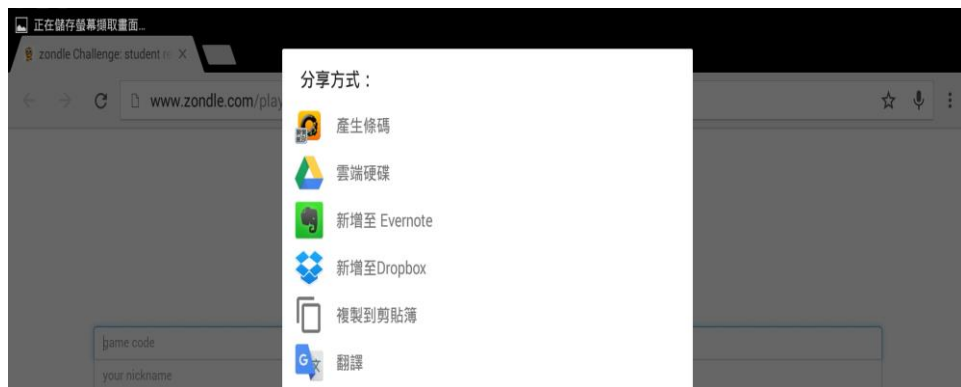 正在儲存螢幕擷取畫面...
zondle Challenge: student
www.zondle.com/play
分享方式：
產生條碼
雲端硬碟
新增至 Evernote
新增至Dropbox
複製到剪貼簿
翻譯
game code
your nickname